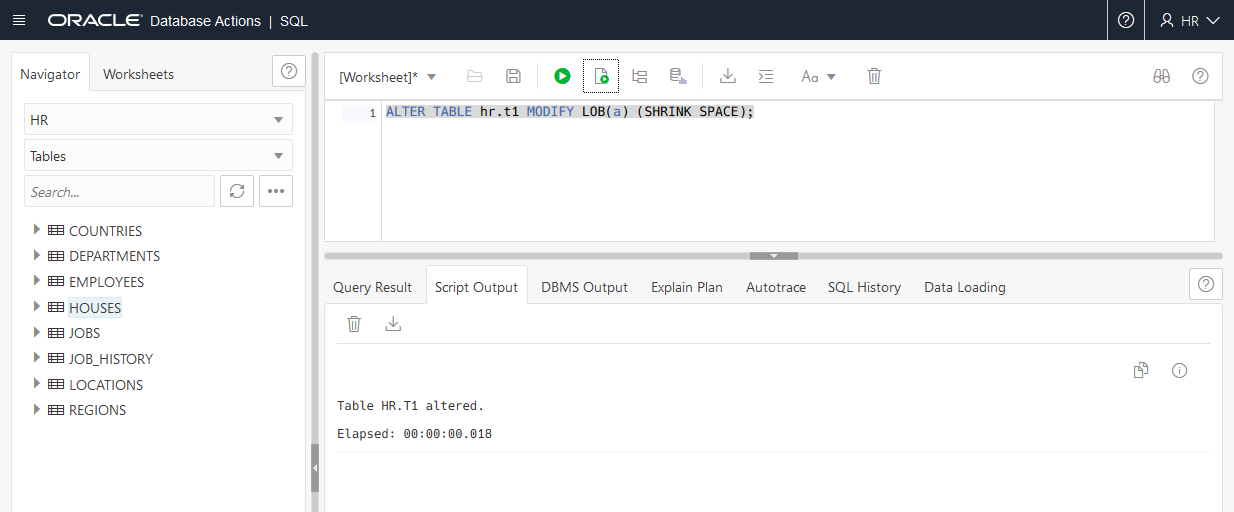 ORACLE Database Actions | SQL
HR
Navigator
Worksheets
[Worksheet]*
Aa
HR
Tables
Search...
COUNTRIES
DEPARTMENTS
EMPLOYEES
HOUSES
JOBS
JOB_HISTORY
LOCATIONS
REGIONS
1 ALTER TABLE hr.t1 MODIFY LOB(a) (SHRINK SPACE);
Query Result
Script Output
DBMS Output
Explain Plan
Autotrace
SQL History
Data Loading
Table HR.T1 altered.
Elapsed: 00:00:00.018